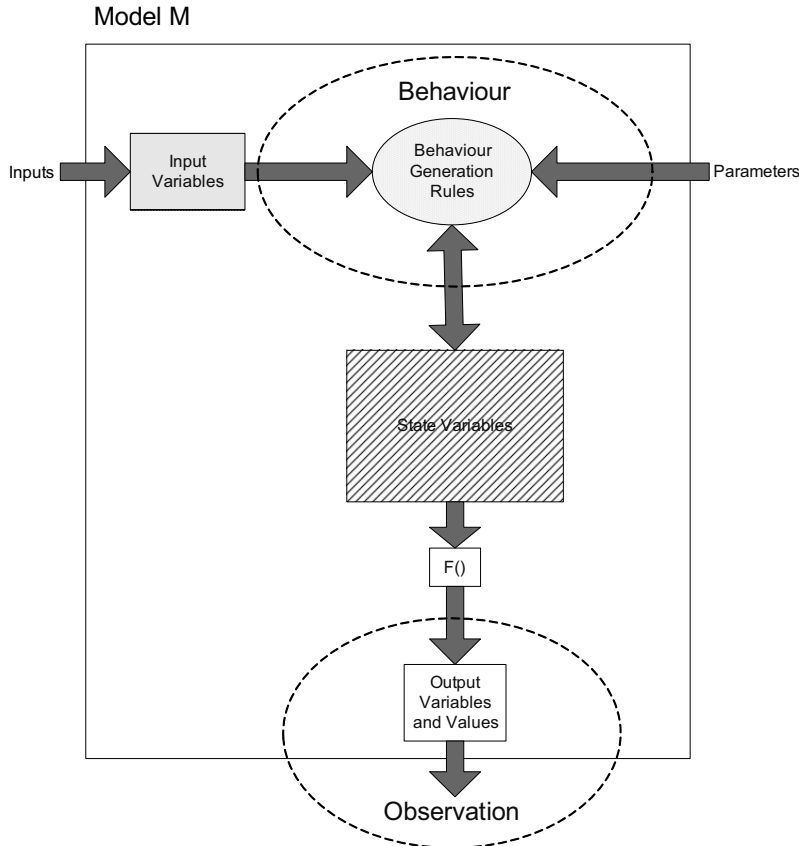 Model M
Behaviour
Inputs
Input
Variables
Behaviour
Generation
Rules
Parameters
State Variables
F()
Output
Variables
and Values
Observation